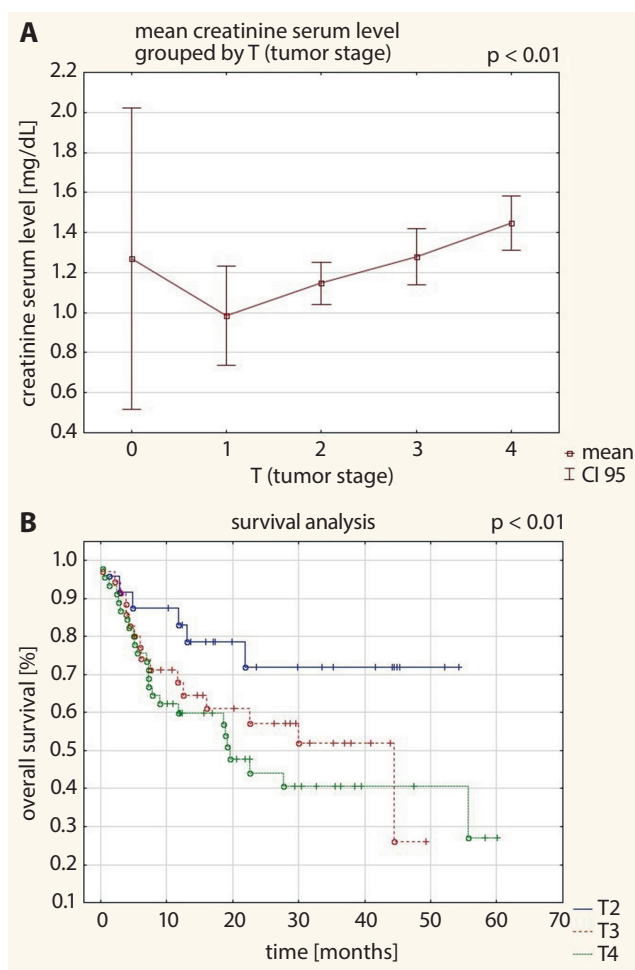 A
mean creatinine serum level
grouped by T (tumor stage)
p < 0.01
creatinine serum level [mg/dL]
2.2
2.0
1.8
1.6
1.4
1.2
1.0
0.8
0.6
0.4
0 1 2 3 4
T (tumor stage)
mean
CI 95
B
survival analysis
p < 0.01
overall survival [%]
1.0
0.9
0.8
0.7
0.6
0.5
0.4
0.3
0.2
0.1
0 10 20 30 40 50 60 70
time [months]
T2
T3
T4